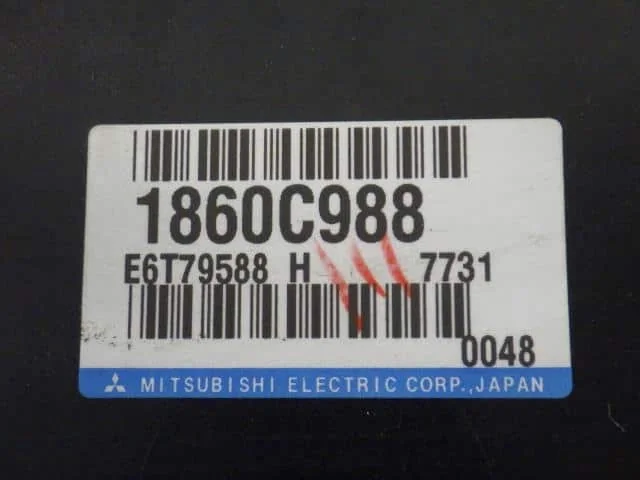 1860C988
E6T79588 H 7731
0048
MITSUBISHI ELECTRIC CORP., JAPAN